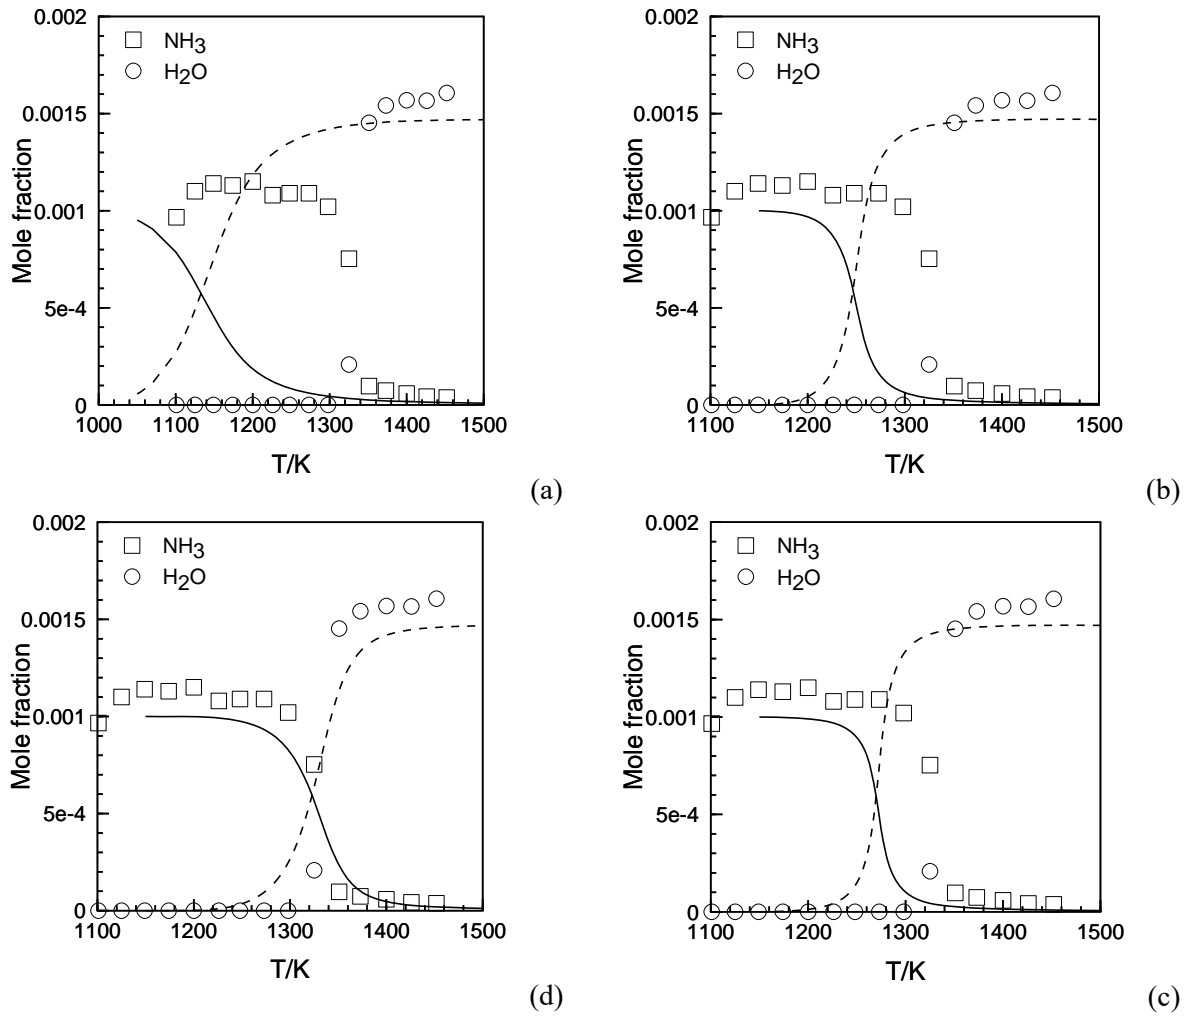 0.002
0.0015
0.001
5e-4
0
Mole fraction
NH3
H2O
1000
1100
1200
1300
1400
1500
T/K
(a)
0.002
0.0015
0.001
5e-4
0
Mole fraction
NH3
H2O
1100
1200
1300
1400
1500
T/K
(b)
0.002
0.0015
0.001
5e-4
0
Mole fraction
NH3
H2O
1100
1200
1300
1400
1500
T/K
(d)
0.002
0.0015
0.001
5e-4
0
Mole fraction
NH3
H2O
1100
1200
1300
1400
1500
T/K
(c)